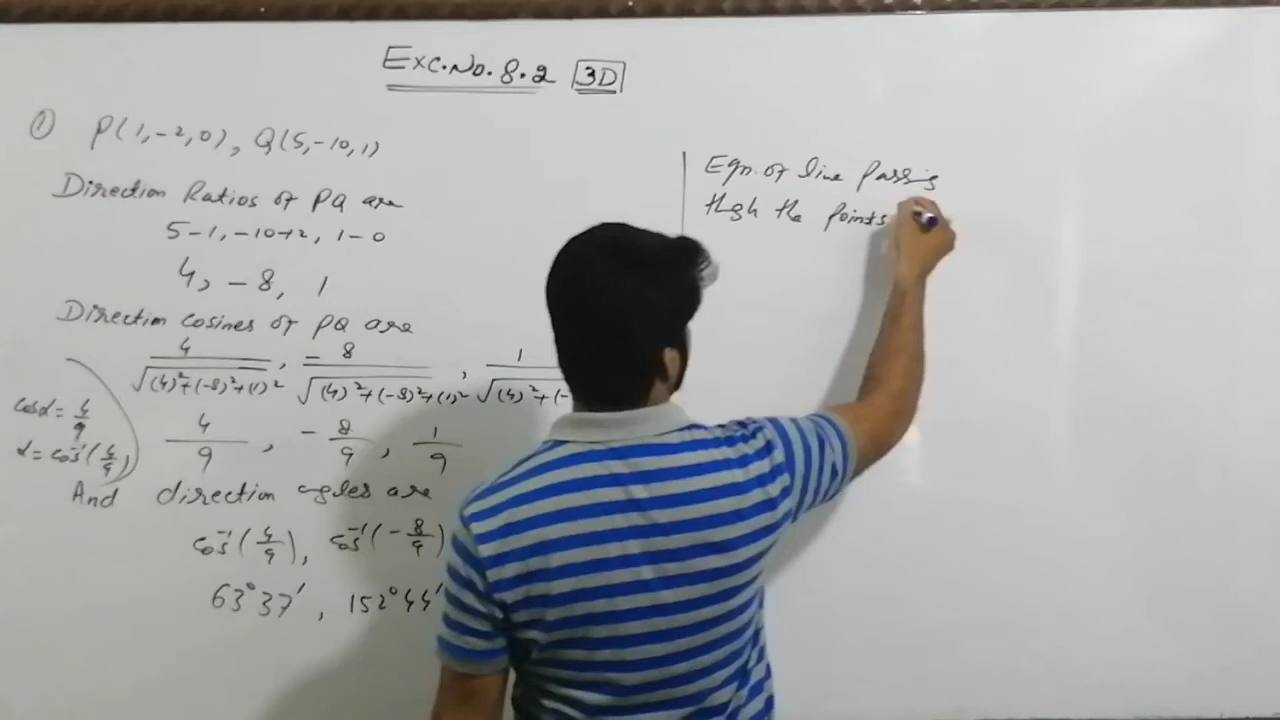 Exc.No.8.2 3D
① P(1,-2,0), Q(5,-10,1)
Direction Ratios of PQ are
5-1, -10+2, 1-0
4, -8, 1
Direction cosines of PQ are
4/√(4)²+(-8)²+(1)², -8/√(4)²+(-8)²+(1)², 1/√(4)²+(-
4/9, -8/9, 1/9
cosα = 4/9
α = cos⁻¹(4/9)
And direction angles are
cos⁻¹(4/9), cos⁻¹(-8/9)
63°37', 152°44'
Eqn. of line Passing
thgh the points